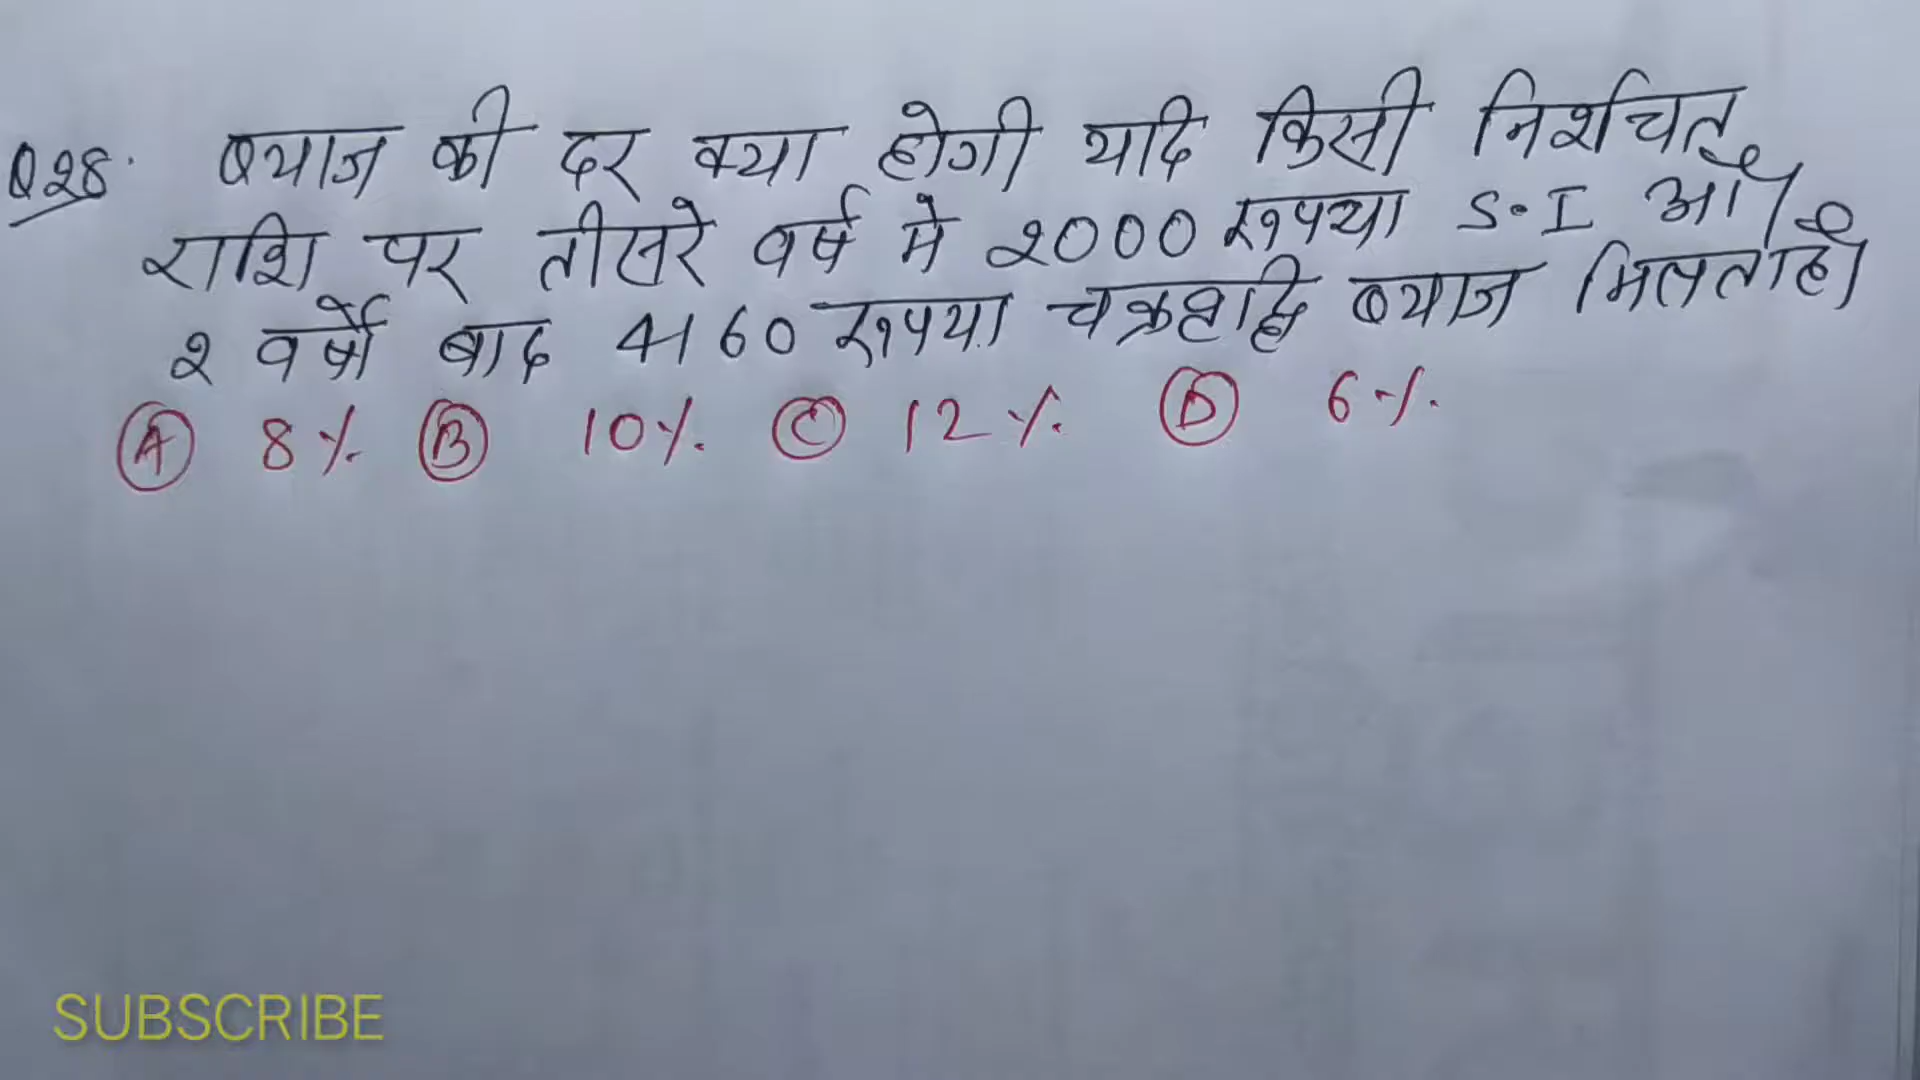 Q28. ब्याज की दर क्या होगी यदि किसी निश्चित
राशि पर तीसरे वर्ष मे 2000 रूपया S.I और
2 वर्षो बाद 4160 रूपया चक्रवृद्धि ब्याज मिलता है।
(A) 8% (B) 10% (C) 12% (D) 6%
SUBSCRIBE